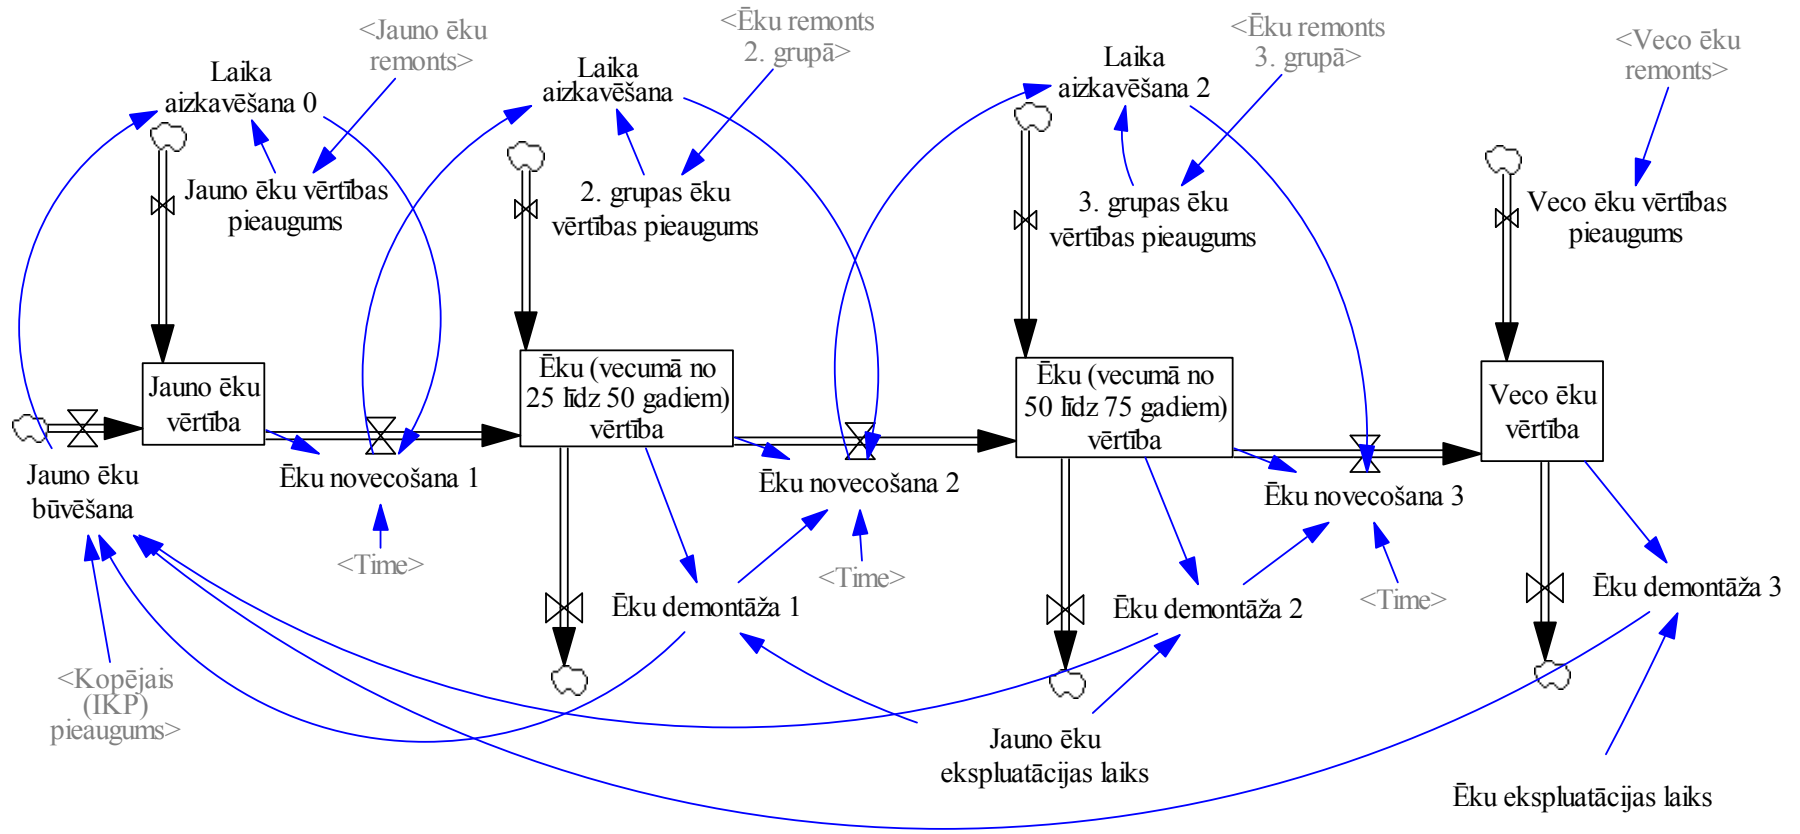 <Jauno ēku
remonts>
<Ēku remonts
2. grupā>
<Ēku remonts
3. grupā>
<Veco ēku
remonts>
Laika
aizkavēšana 0
Laika
aizkavēšana
Laika
aizkavēšana 2
Jauno ēku vērtības
pieaugums
2. grupas ēku
vērtības pieaugums
3. grupas ēku
vērtības pieaugums
Veco ēku vērtības
pieaugums
Jauno ēku
vērtība
Ēku (vecumā no
25 līdz 50 gadiem)
vērtība
Ēku (vecumā no
50 līdz 75 gadiem)
vērtība
Veco ēku
vērtība
Jauno ēku
būvēšana
Ēku novecošana 1
Ēku novecošana 2
Ēku novecošana 3
<Time>
<Time>
<Time>
Ēku demontāža 1
Ēku demontāža 2
Ēku demontāža 3
<Kopējais
(IKP)
pieaugums>
Jauno ēku
ekspluatācijas laiks
Ēku ekspluatācijas laiks